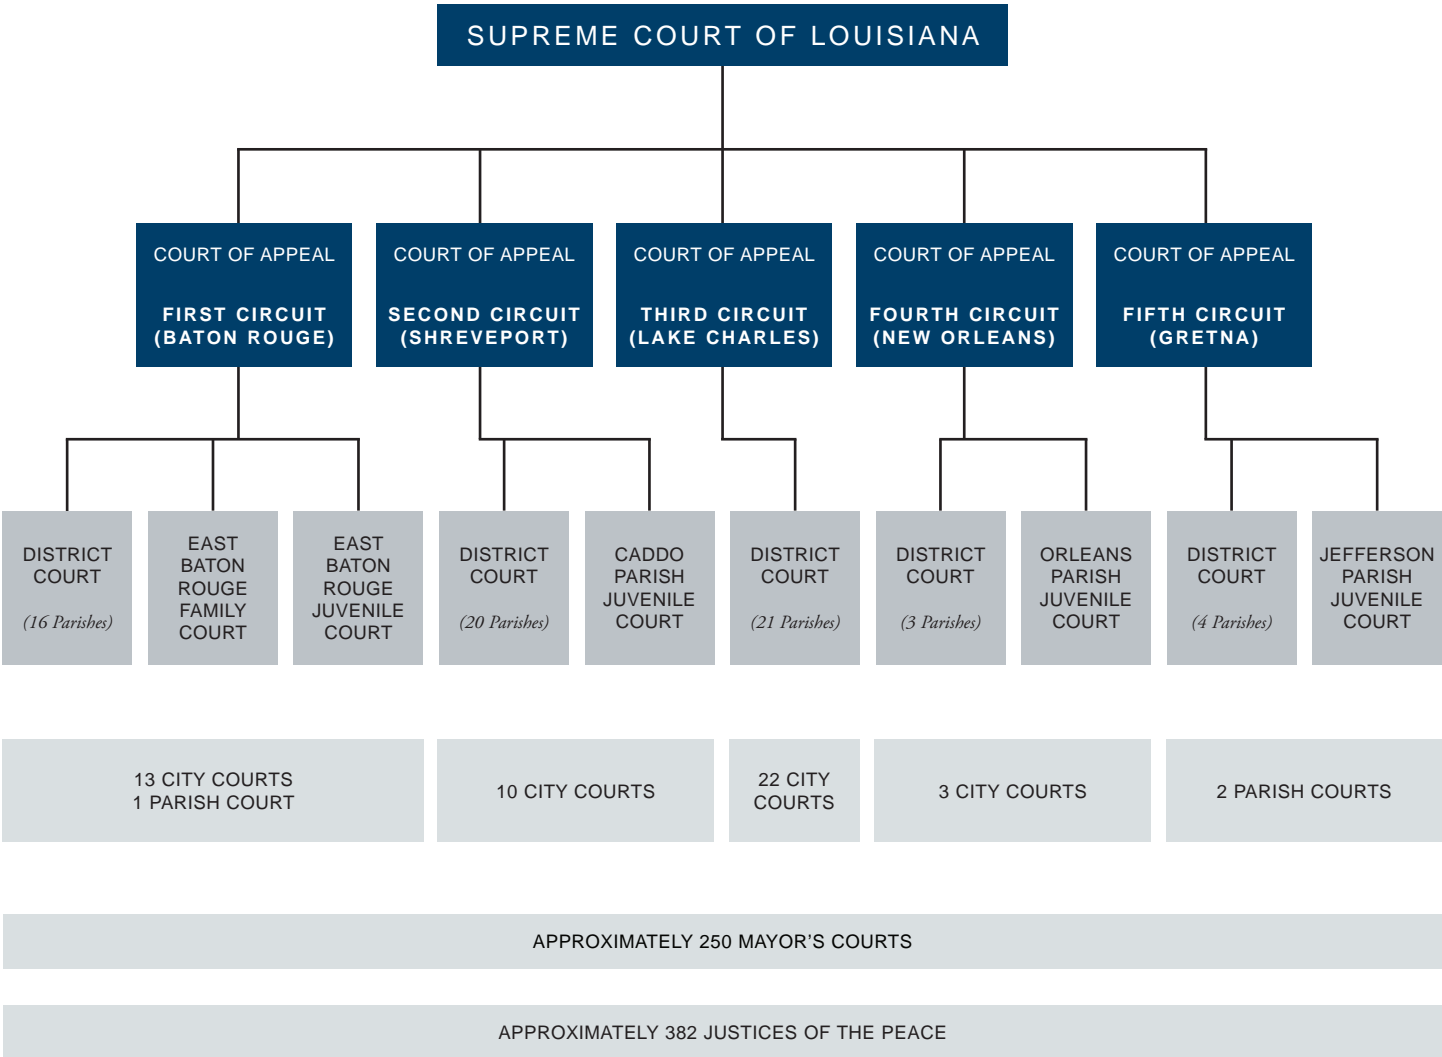 SUPREME COURT OF LOUISIANA
COURT OF APPEAL
FIRST CIRCUIT
(BATON ROUGE)
COURT OF APPEAL
SECOND CIRCUIT
(SHREVEPORT)
COURT OF APPEAL
THIRD CIRCUIT
(LAKE CHARLES)
COURT OF APPEAL
FOURTH CIRCUIT
(NEW ORLEANS)
COURT OF APPEAL
FIFTH CIRCUIT
(GRETNA)
DISTRICT
COURT
(16 Parishes)
EAST
BATON
ROUGE
FAMILY
COURT
EAST
BATON
ROUGE
JUVENILE
COURT
DISTRICT
COURT
(20 Parishes)
CADDO
PARISH
JUVENILE
COURT
DISTRICT
COURT
(21 Parishes)
DISTRICT
COURT
(3 Parishes)
ORLEANS
PARISH
JUVENILE
COURT
DISTRICT
COURT
(4 Parishes)
JEFFERSON
PARISH
JUVENILE
COURT
13 CITY COURTS
1 PARISH COURT
10 CITY COURTS
22 CITY
COURTS
3 CITY COURTS
2 PARISH COURTS
APPROXIMATELY 250 MAYOR'S COURTS
APPROXIMATELY 382 JUSTICES OF THE PEACE